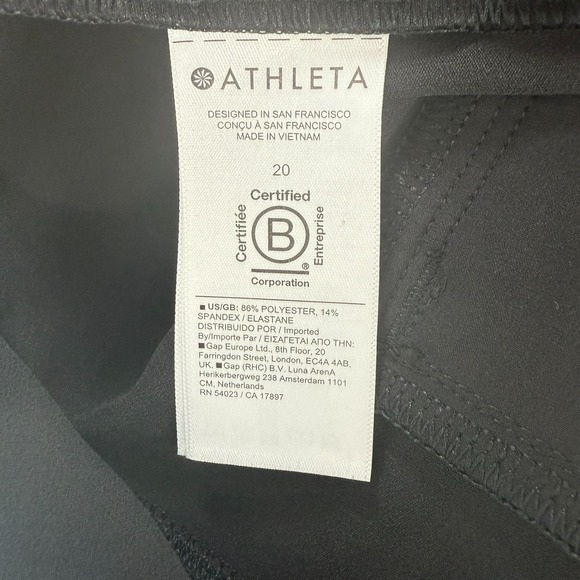 ATHLETA
DESIGNED IN SAN FRANCISCO
CONÇU À SAN FRANCISCO
MADE IN VIETNAM
20
Certified
Certifiée
B
Entreprise
®
Corporation
■ US/GB: 86% POLYESTER, 14%
SPANDEX / ELASTANE
DISTRIBUIDO POR / Imported
By/Importe Par / ΕΙΣΑΓΕΤΑΙ ΑΠΟ ΤΗΝ:
■ Gap Europe Ltd., 8th Floor, 20
Farringdon Street, London, EC4A 4AB,
UK. ■ Gap (RHC) B.V. Luna ArenA
Herikerbergweg 238 Amsterdam 1101
CM, Netherlands
RN 54023 / CA 17897